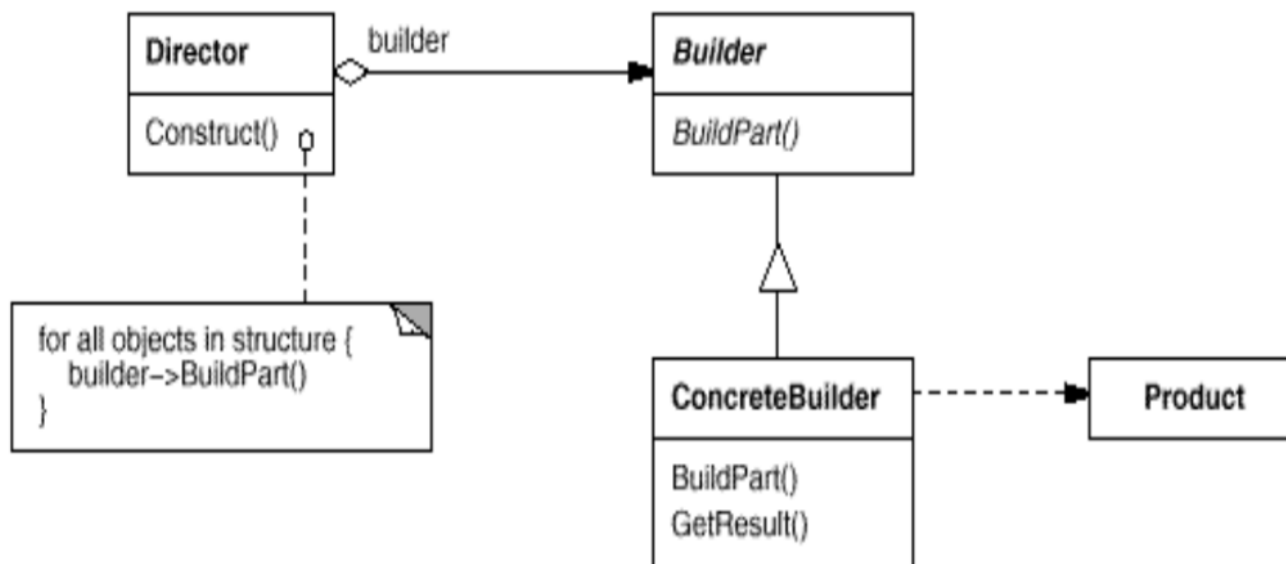 Director
Construct()
builder
Builder
BuildPart()
for all objects in structure {
builder−>BuildPart()
}
ConcreteBuilder
BuildPart()
GetResult()
Product